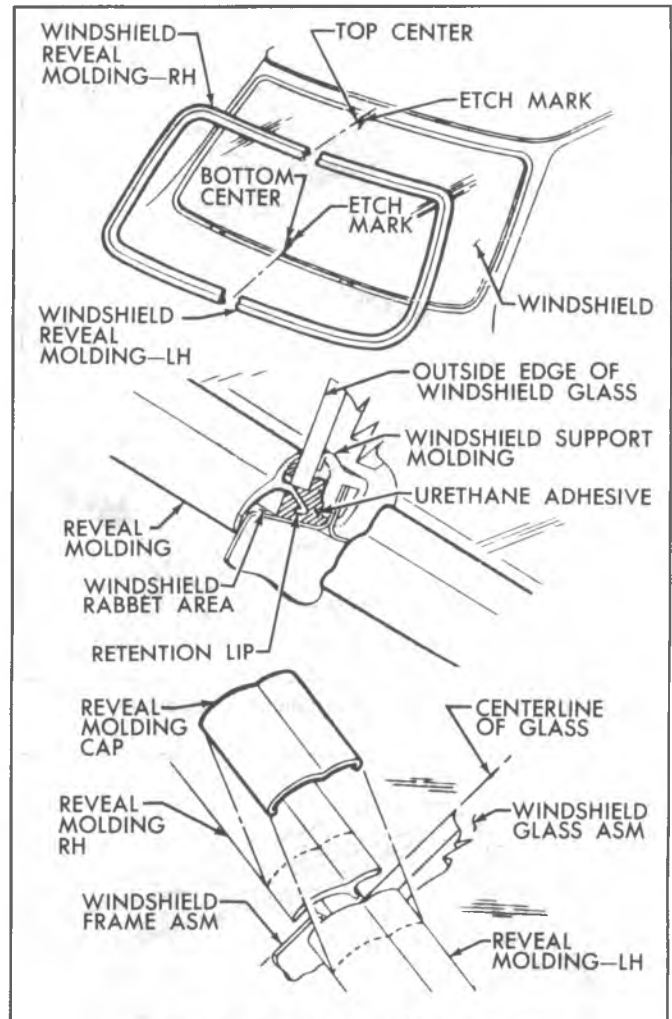 WINDSHIELD
REVEAL
MOLDING—RH
TOP CENTER
ETCH MARK
BOTTOM
CENTER
ETCH
MARK
WINDSHIELD
WINDSHIELD
REVEAL
MOLDING—LH
OUTSIDE EDGE OF
WINDSHIELD GLASS
WINDSHIELD SUPPORT
MOLDING
URETHANE ADHESIVE
REVEAL
MOLDING
WINDSHIELD
RABBET AREA
RETENTION LIP
REVEAL
MOLDING
CAP
CENTERLINE
OF GLASS
REVEAL
MOLDING
RH
WINDSHIELD
GLASS ASM
WINDSHIELD
FRAME ASM
REVEAL
MOLDING—LH